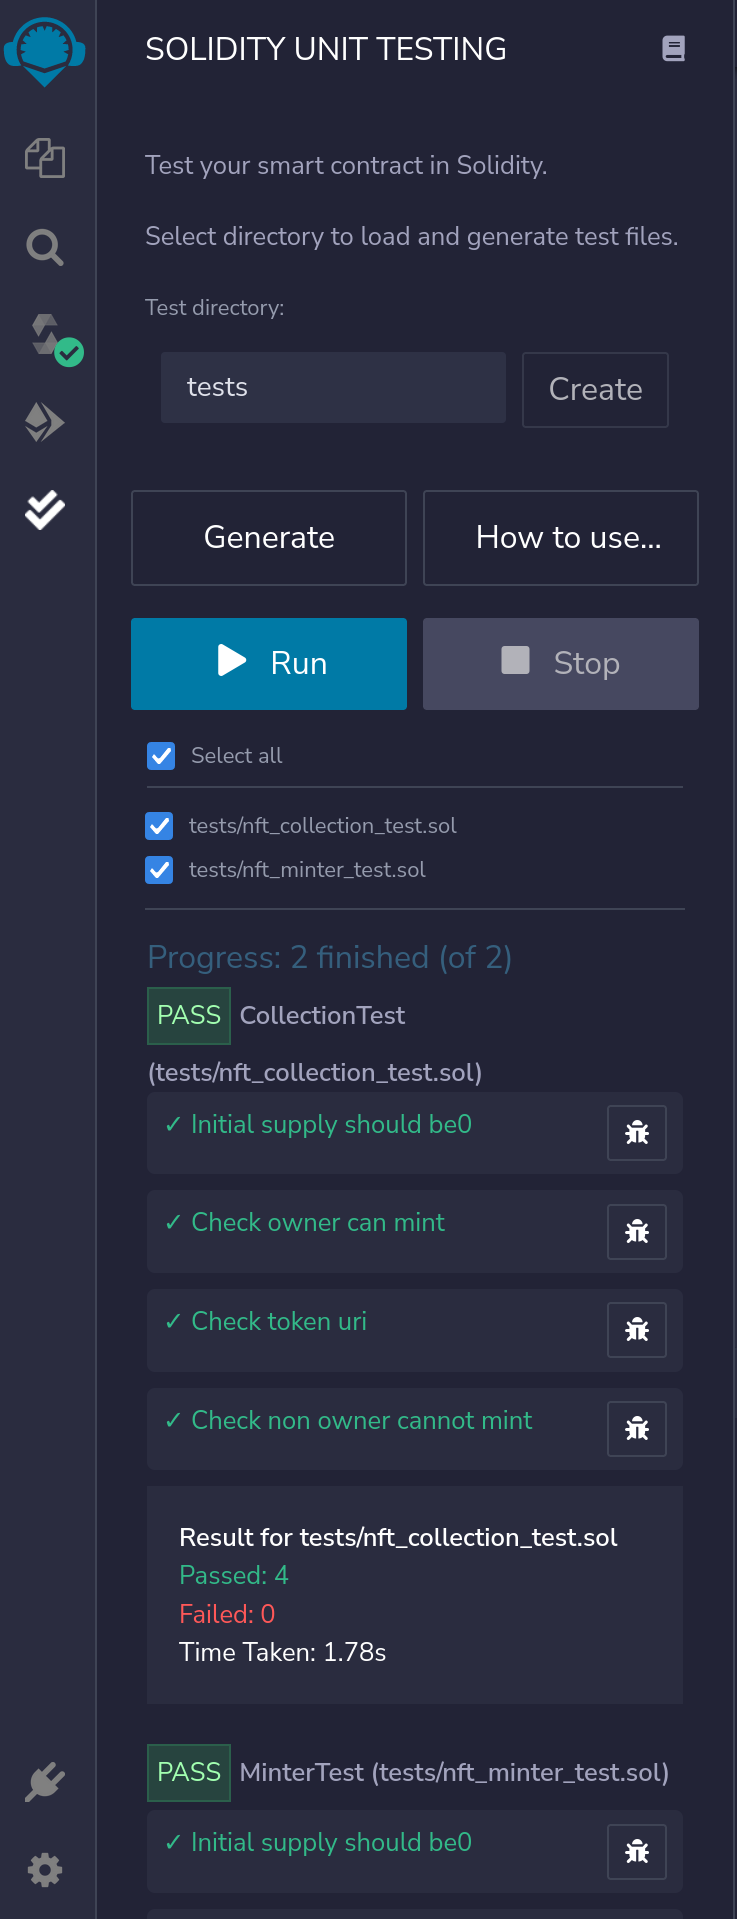 SOLIDITY UNIT TESTING
Test your smart contract in Solidity.
Select directory to load and generate test files.
Test directory:
tests
Create
Generate
How to use...
Run
Stop
Select all
tests/nft_collection_test.sol
tests/nft_minter_test.sol
Progress: 2 finished (of 2)
PASS CollectionTest
(tests/nft_collection_test.sol)
✓ Initial supply should be0
✓ Check owner can mint
✓ Check token uri
✓ Check non owner cannot mint
Result for tests/nft_collection_test.sol
Passed: 4
Failed: 0
Time Taken: 1.78s
PASS MinterTest (tests/nft_minter_test.sol)
✓ Initial supply should be0